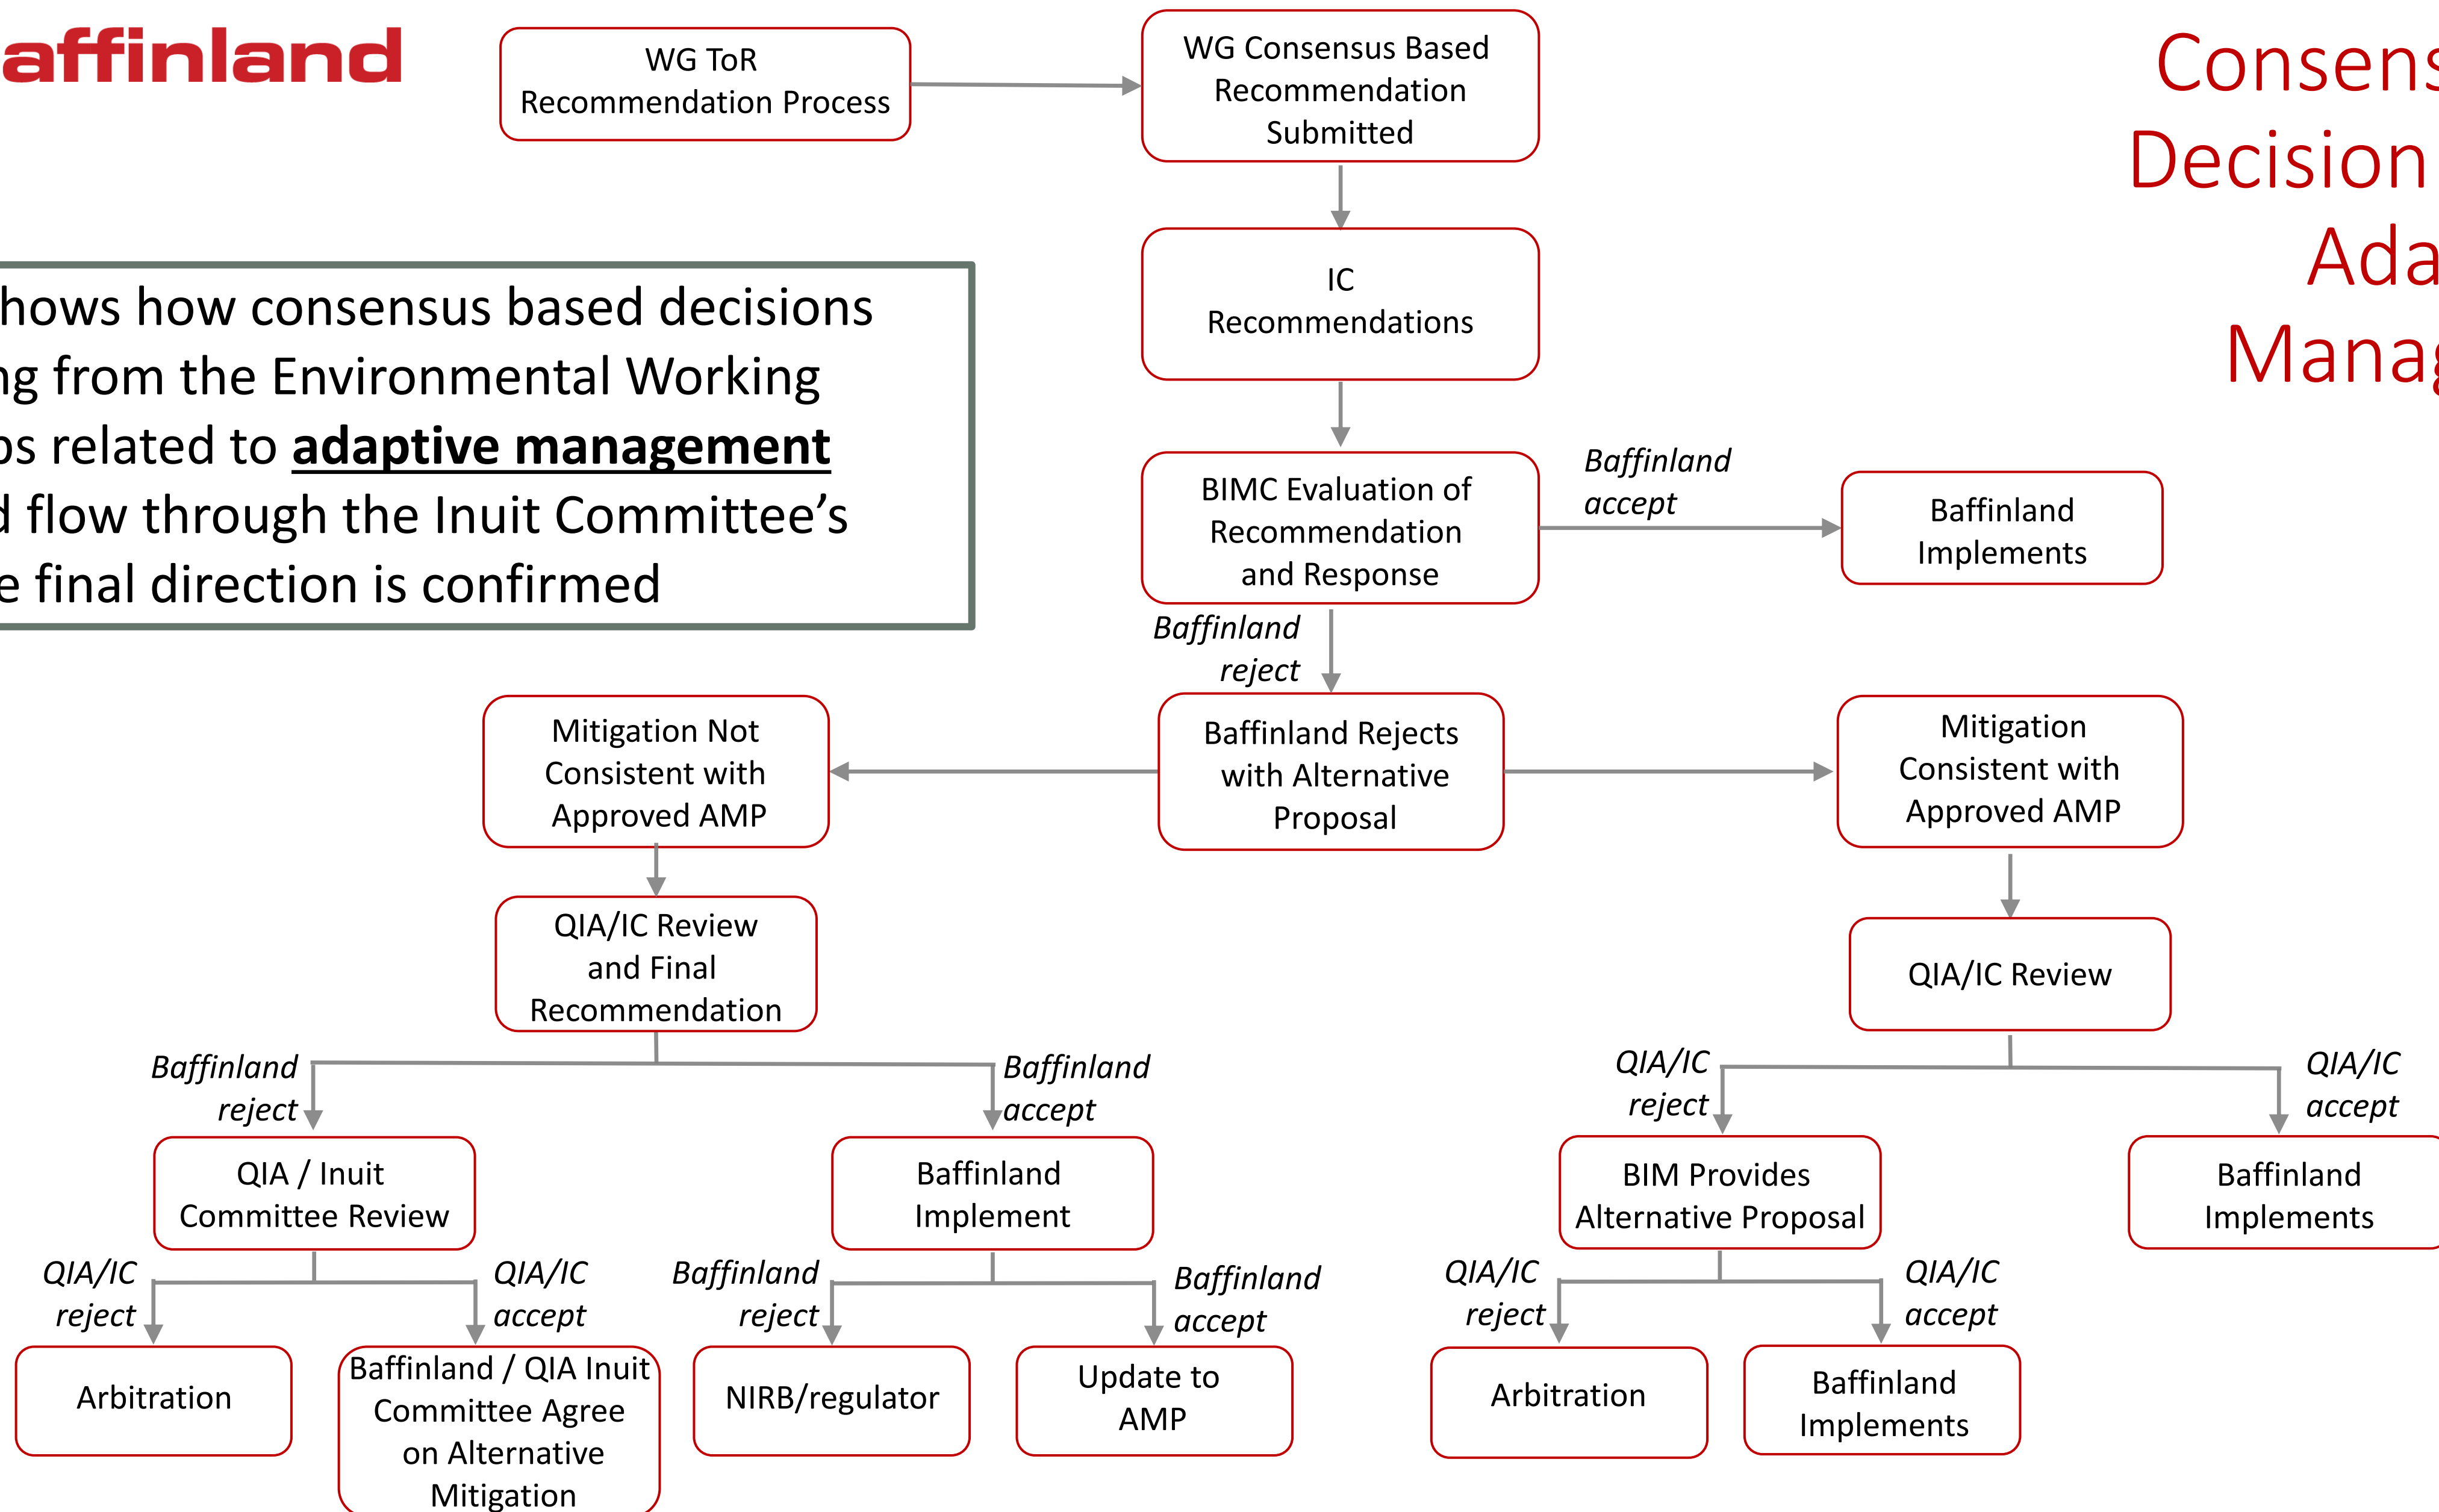 affinland
WG ToR
Recommendation Process
WG Consensus Based
Recommendation
Submitted
Consens
Decision
Ada
Manag
hows how consensus based decisions
ng from the Environmental Working
ps related to adaptive management
d flow through the Inuit Committee’s
e final direction is confirmed
IC
Recommendations
BIMC Evaluation of
Recommendation
and Response
Baffinland
accept
Baffinland
Implements
Baffinland
reject
Mitigation Not
Consistent with
Approved AMP
Baffinland Rejects
with Alternative
Proposal
Mitigation
Consistent with
Approved AMP
QIA/IC Review
and Final
Recommendation
QIA/IC Review
Baffinland
reject
Baffinland
accept
QIA/IC
reject
QIA/IC
accept
QIA / Inuit
Committee Review
Baffinland
Implement
BIM Provides
Alternative Proposal
Baffinland
Implements
QIA/IC
reject
QIA/IC
accept
Baffinland
reject
Baffinland
accept
QIA/IC
reject
QIA/IC
accept
Arbitration
Baffinland / QIA Inuit
Committee Agree
on Alternative
Mitigation
NIRB/regulator
Update to
AMP
Arbitration
Baffinland
Implements